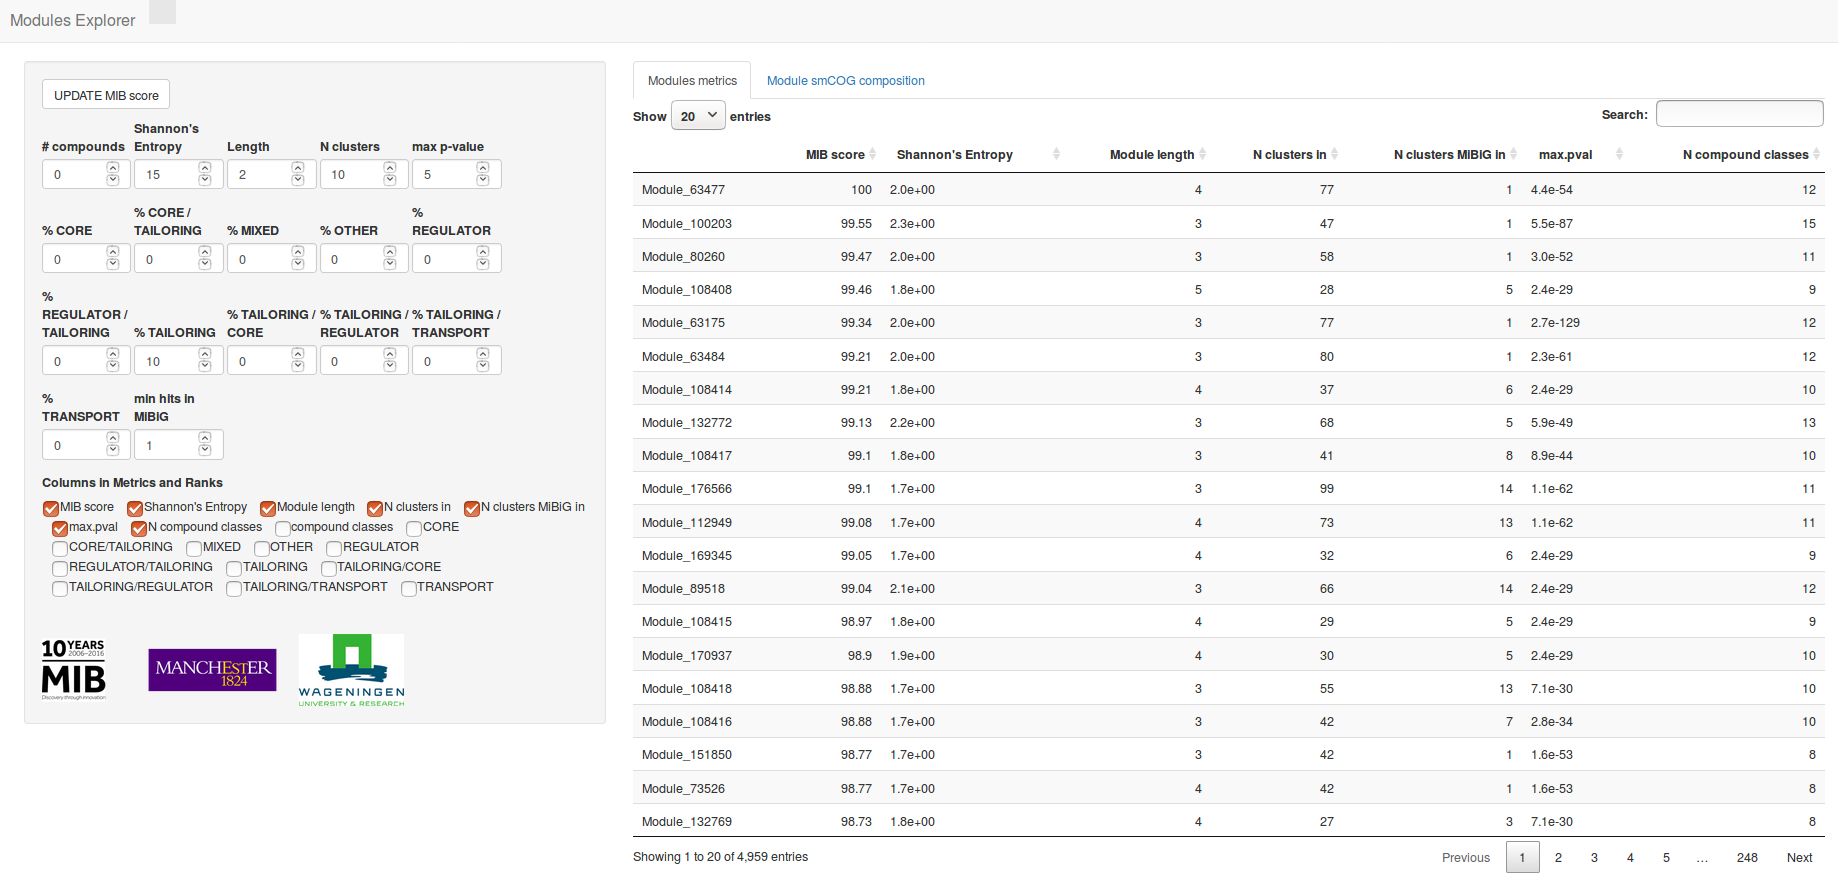 Modules Explorer
UPDATE MIB score
# compounds
Shannon's
Entropy
Length
N clusters
max p-value
0 15 2 10 5
% CORE
% CORE /
TAILORING
% MIXED
% OTHER
%
REGULATOR
0 0 0 0 0
%
REGULATOR /
TAILORING
% TAILORING
% TAILORING /
CORE
% TAILORING /
REGULATOR
% TAILORING /
TRANSPORT
0 10 0 0 0
%
TRANSPORT
min hits in
MIBiG
0 1
Columns in Metrics and Ranks
MIB score Shannon's Entropy Module length N clusters in N clusters MiBiG in
max.pval N compound classes compound classes CORE
CORE/TAILORING MIXED OTHER REGULATOR
REGULATOR/TAILORING TAILORING TAILORING/CORE
TAILORING/REGULATOR TAILORING/TRANSPORT TRANSPORT
10 YEARS
2006-2016
MIB
Discovery through innovation
MANCHESTER
1824
WAGENINGEN
UNIVERSITY & RESEARCH
Modules metrics Module smCOG composition
Show 20 entries
Search:
MIB score Shannon's Entropy Module length N clusters in N clusters MiBiG in max.pval N compound classes
Module_63477 100 2.0e+00 4 77 1 4.4e-54 12
Module_100203 99.55 2.3e+00 3 47 1 5.5e-87 15
Module_80260 99.47 2.0e+00 3 58 1 3.0e-52 11
Module_108408 99.46 1.8e+00 5 28 5 2.4e-29 9
Module_63175 99.34 2.0e+00 3 77 1 2.7e-129 12
Module_63484 99.21 2.0e+00 3 80 1 2.3e-61 12
Module_108414 99.21 1.8e+00 4 37 6 2.4e-29 10
Module_132772 99.13 2.2e+00 3 68 5 5.9e-49 13
Module_108417 99.1 1.8e+00 3 41 8 8.9e-44 10
Module_176566 99.1 1.7e+00 3 99 14 1.1e-62 11
Module_112949 99.08 1.7e+00 4 73 13 1.1e-62 11
Module_169345 99.05 1.7e+00 4 32 6 2.4e-29 9
Module_89518 99.04 2.1e+00 3 66 14 2.4e-29 12
Module_108415 98.97 1.8e+00 4 29 5 2.4e-29 9
Module_170937 98.9 1.9e+00 4 30 5 2.4e-29 10
Module_108418 98.88 1.7e+00 3 55 13 7.1e-30 10
Module_108416 98.88 1.7e+00 3 42 7 2.8e-34 10
Module_151850 98.77 1.7e+00 3 42 1 1.6e-53 8
Module_73526 98.77 1.7e+00 4 42 1 1.6e-53 8
Module_132769 98.73 1.8e+00 4 27 3 7.1e-30 8
Showing 1 to 20 of 4,959 entries
Previous 1 2 3 4 5 … 248 Next